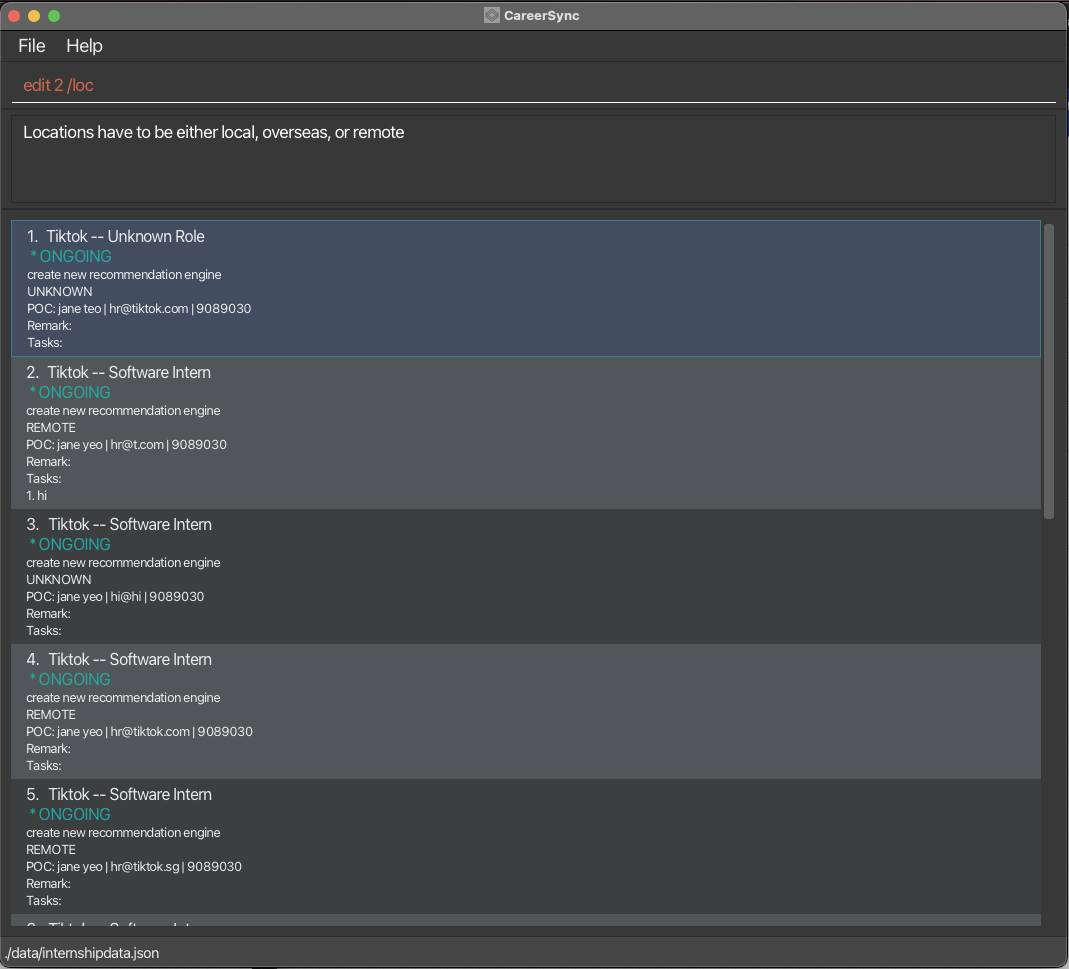 CareerSync
File Help
edit 2 /loc
Locations have to be either local, overseas, or remote
1. Tiktok -- Unknown Role
* ONGOING
create new recommendation engine
UNKNOWN
POC: jane teo | hr@tiktok.com | 9089030
Remark:
Tasks:
2. Tiktok -- Software Intern
* ONGOING
create new recommendation engine
REMOTE
POC: jane yeo | hr@t.com | 9089030
Remark:
Tasks:
1. hi
3. Tiktok -- Software Intern
* ONGOING
create new recommendation engine
UNKNOWN
POC: jane yeo | hi@hi | 9089030
Remark:
Tasks:
4. Tiktok -- Software Intern
* ONGOING
create new recommendation engine
REMOTE
POC: jane yeo | hr@tiktok.com | 9089030
Remark:
Tasks:
5. Tiktok -- Software Intern
* ONGOING
create new recommendation engine
REMOTE
POC: jane yeo | hr@tiktok.sg | 9089030
Remark:
Tasks:
./data/internshipdata.json